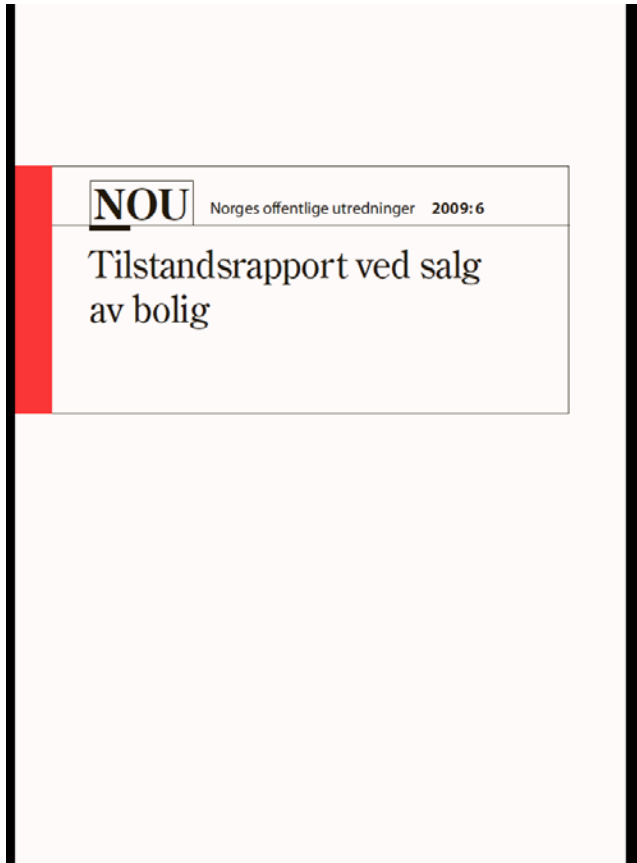 NOU Norges offentlige utredninger 2009: 6
Tilstandsrapport ved salg
av bolig